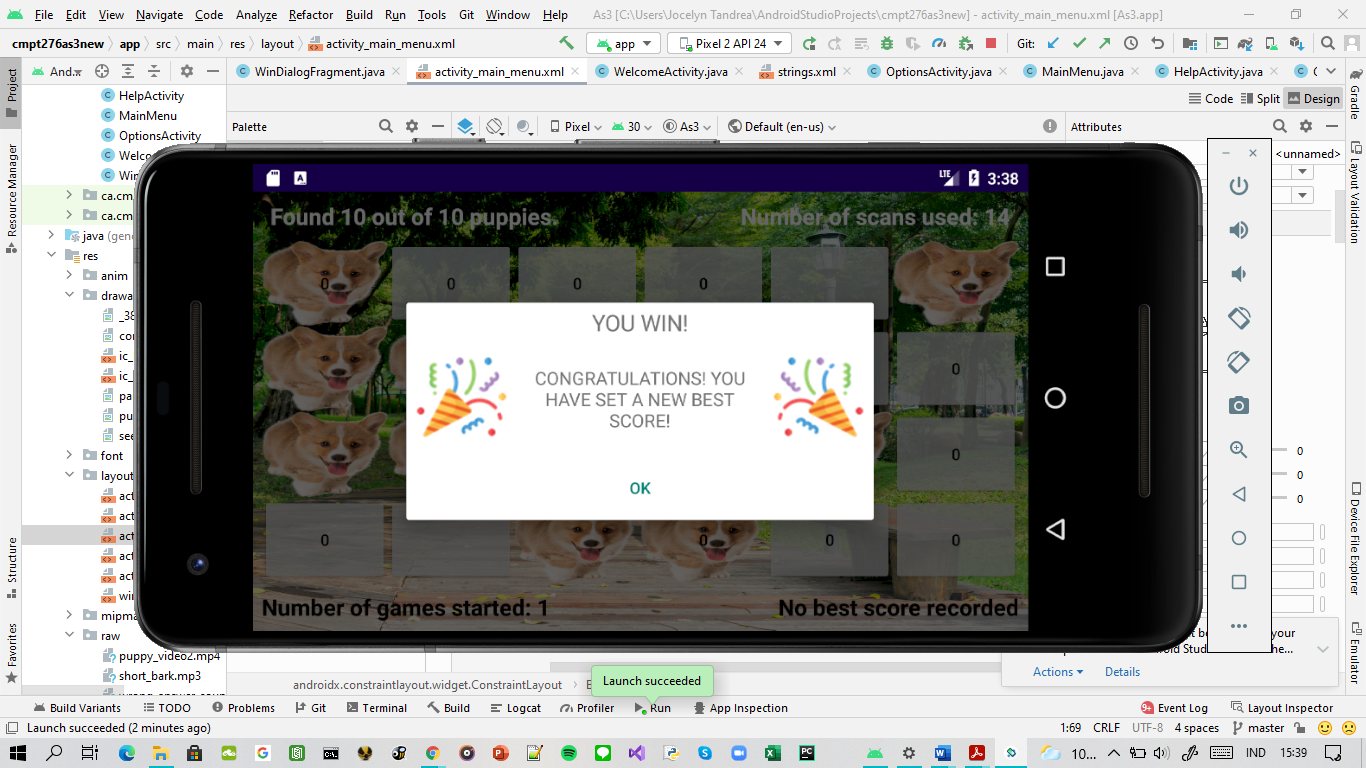 File Edit View Navigate Code Analyze Refactor Build Run Tools Git Window Help As3 [C:\Users\Jocelyn Tandrea\AndroidStudioProjects\cmpt276as3new] - activity_main_menu.xml [As3.app]
cmpt276as3new app src main res layout activity_main_menu.xml app Pixel 2 API 24 Git:
Project
And..
WinDialogFragment.java activity_main_menu.xml WelcomeActivity.java strings.xml OptionsActivity.java MainMenu.java HelpActivity.java
Gradle
HelpActivity
Code Split Design
MainMenu
Palette Pixel 30 As3 Default (en-us) Attributes
OptionsActivity
Resource Manager
Layout Validation
<unnamed>
ca.cm
ca.cm
java (gene
res
anim
drawa
_38
ic_
ic_
pa
pu
see
font
layout
act
act
act
act
act
mipma
raw
puppy_video2.mp4
short_bark.mp3
LTE 3:38
Found 10 out of 10 puppies. Number of scans used: 14
0 0 0 0
YOU WIN!
0
CONGRATULATIONS! YOU
HAVE SET A NEW BEST
SCORE!
0
OK
0 0 0 0
Number of games started: 1 No best score recorded
0
0
0
Structure
Favorites
Device File Explorer
Emulator
Actions Details
androidx.constraintlayout.widget.ConstraintLayout
Launch succeeded
Build Variants TODO Problems Git Terminal Build Logcat Profiler Run App Inspection 9+ Event Log Layout Inspector
Launch succeeded (2 minutes ago) 1:69 CRLF UTF-8 4 spaces master
10... IND 15:39